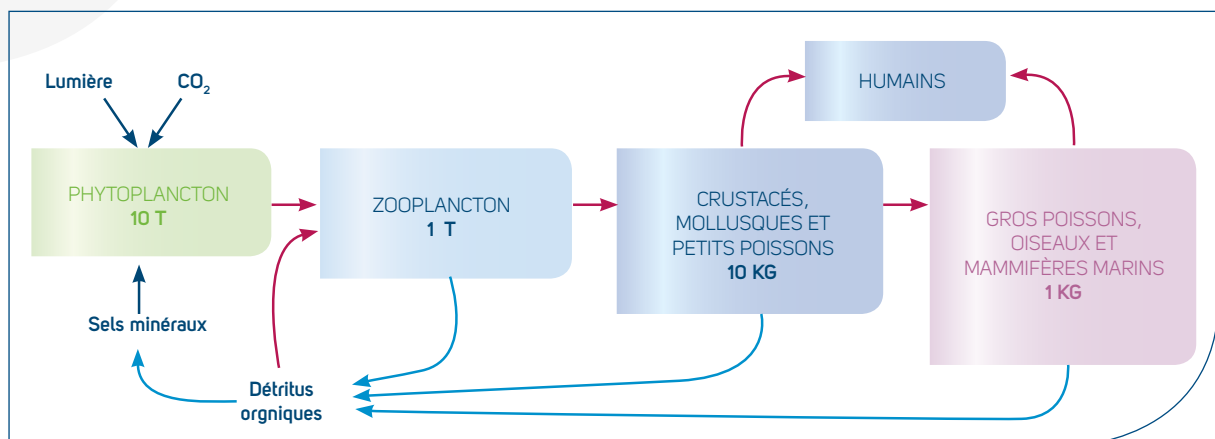 Lumière
CO₂
HUMAINS
PHYTOPLANCTON
10 T
ZOOPLANCTON
1 T
CRUSTACÉS,
MOLLUSQUES ET
PETITS POISSONS
10 KG
GROS POISSONS,
OISEAUX ET
MAMMIFÈRES MARINS
1 KG
Sels minéraux
Détritus
orgniques